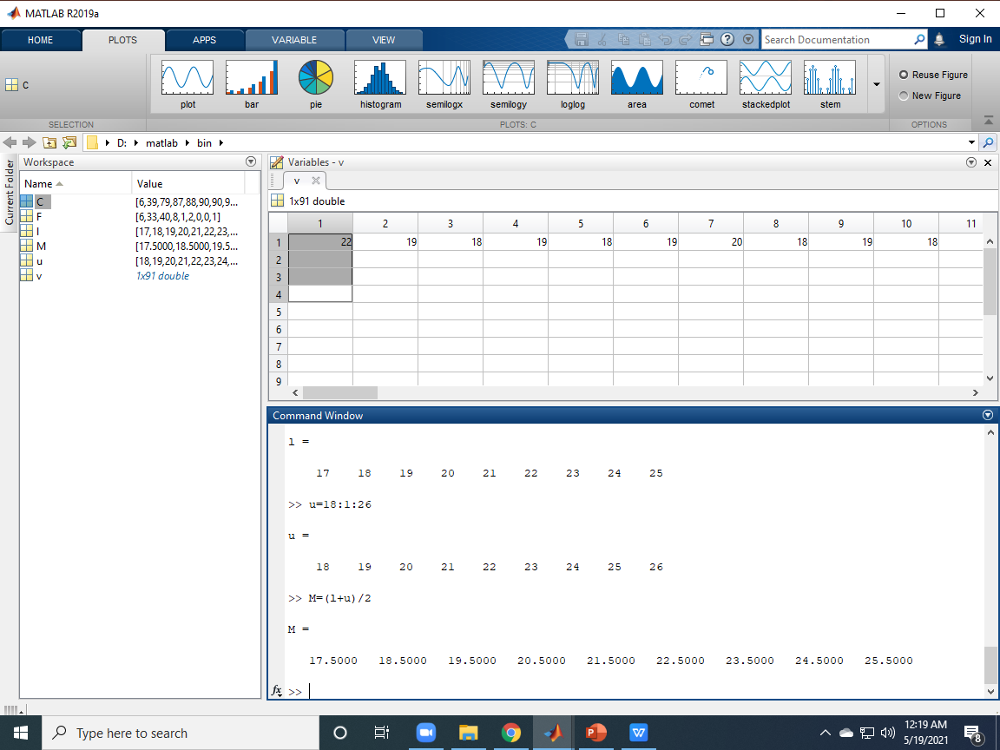 MATLAB R2019a
HOME PLOTS APPS VARIABLE VIEW Search Documentation Sign In
C
plot bar pie histogram semilogx semilogy loglog area comet stackedplot stem
Reuse Figure
New Figure
SELECTION PLOTS: C OPTIONS
D: matlab bin
Current Folder
Workspace
Name Value
C [6,39,79,87,88,90,90,9...
F [6,33,40,8,1,2,0,0,1]
l [17,18,19,20,21,22,23,...
M [17.5000,18.5000,19.5...
u [18,19,20,21,22,23,24,...
v 1x91 double
Variables - v
v
1x91 double
1 2 3 4 5 6 7 8 9 10 11
1 22 19 18 19 18 19 20 18 19 18
2
3
4
5
6
7
8
9
Command Window
l =
17 18 19 20 21 22 23 24 25
>> u=18:1:26
u =
18 19 20 21 22 23 24 25 26
>> M=(l+u)/2
M =
17.5000 18.5000 19.5000 20.5000 21.5000 22.5000 23.5000 24.5000 25.5000
fx >>
Type here to search
12:19 AM
5/19/2021
8